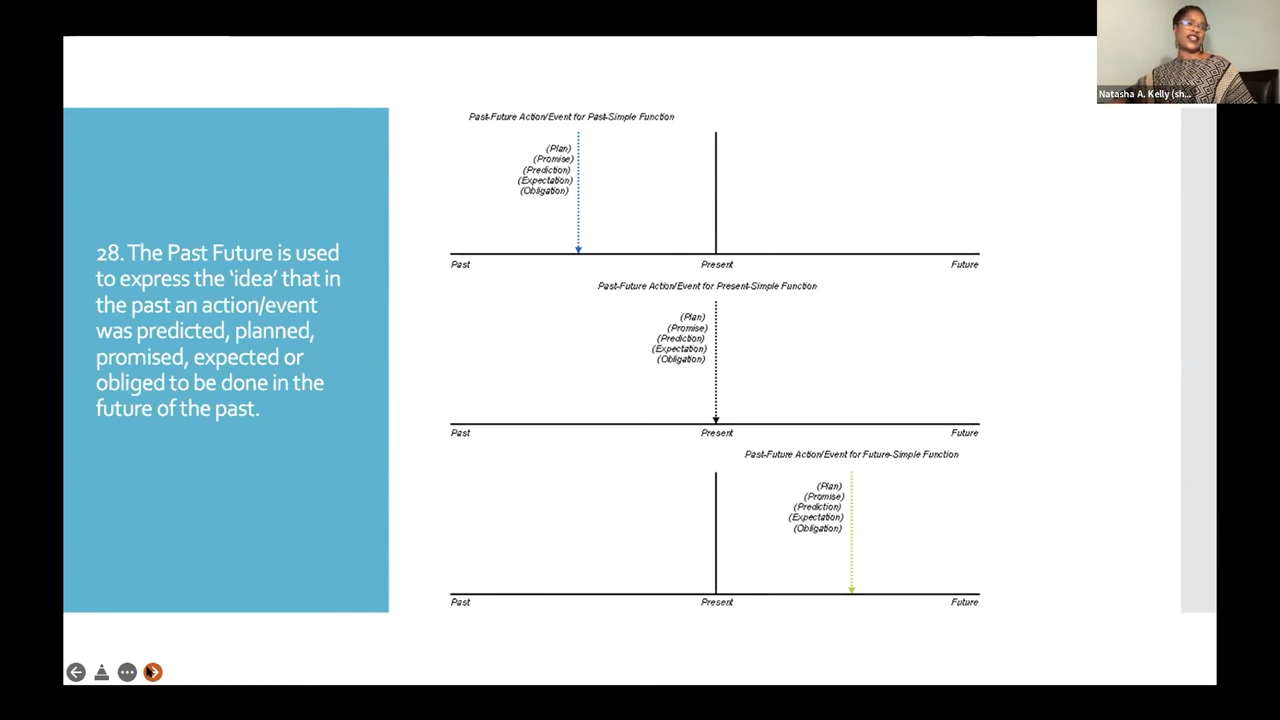 Natasha A. Kelly (sh...
28. The Past Future is used
to express the ‘idea’ that in
the past an action/event
was predicted, planned,
promised, expected or
obliged to be done in the
future of the past.
Past-Future Action/Event for Past-Simple Function
(Plan)
(Promise)
(Prediction)
(Expectation)
(Obligation)
Past
Present
Future
Past-Future Action/Event for Present-Simple Function
(Plan)
(Promise)
(Prediction)
(Expectation)
(Obligation)
Past
Present
Future
Past-Future Action/Event for Future-Simple Function
(Plan)
(Promise)
(Prediction)
(Expectation)
(Obligation)
Past
Present
Future